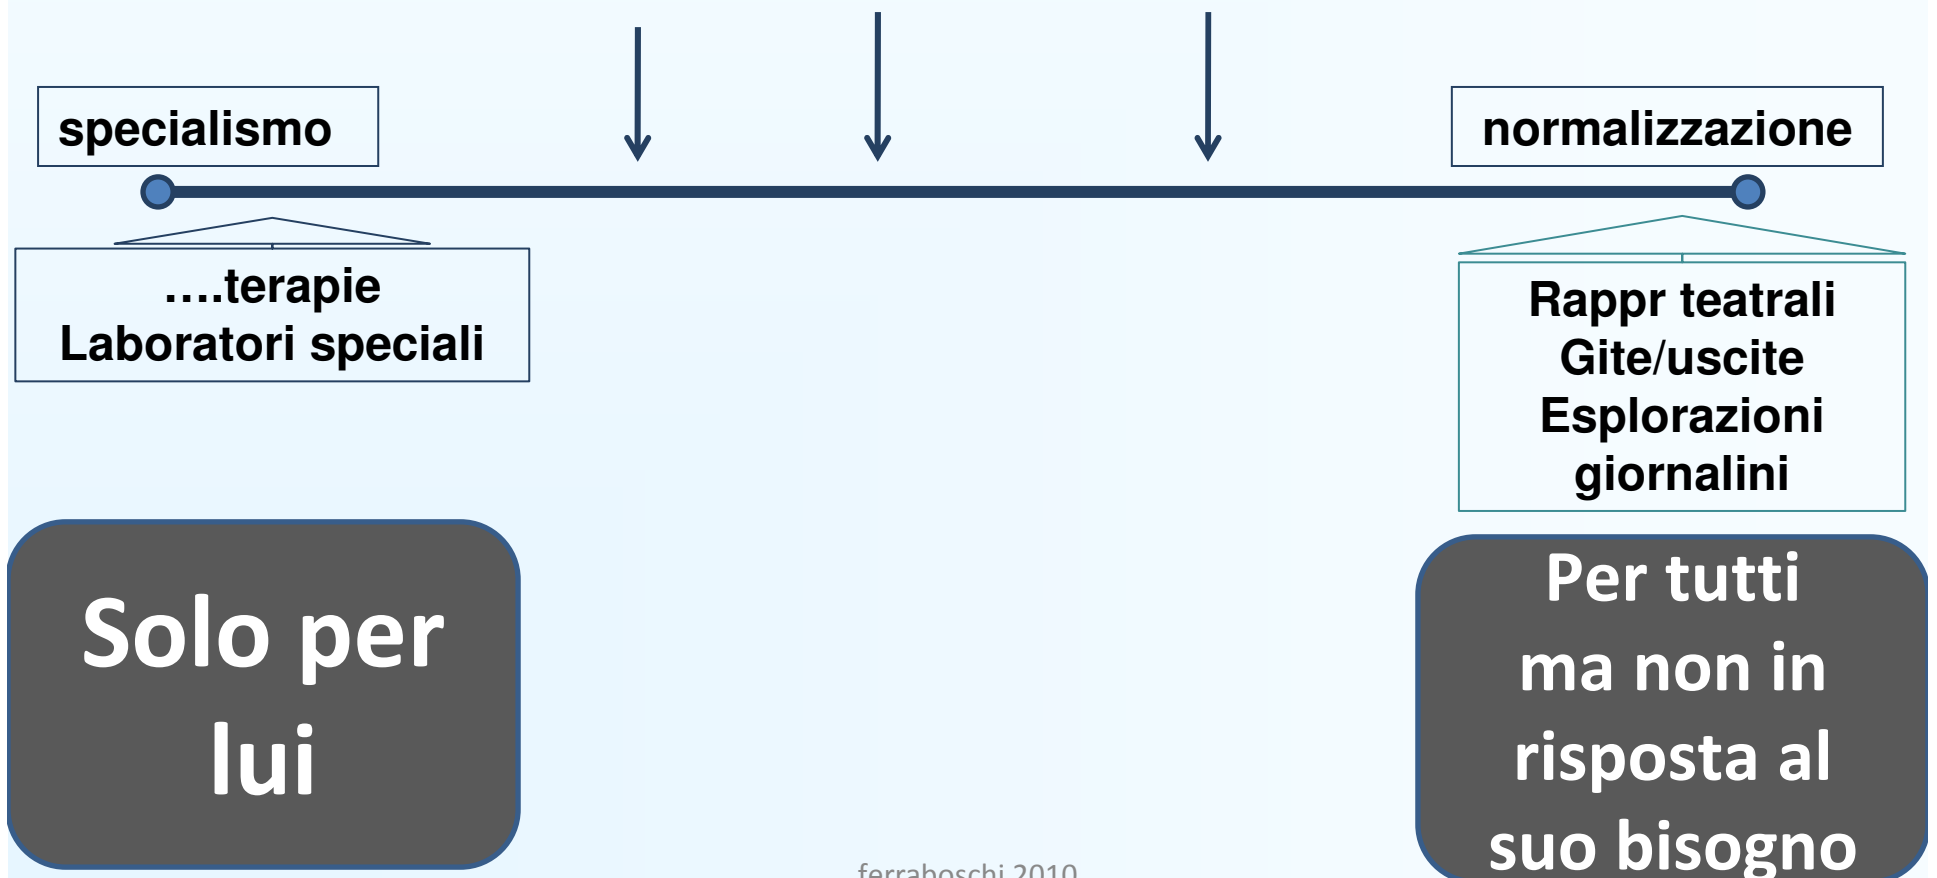 specialismo
normalizzazione
….terapie
Laboratori speciali
Rappr teatrali
Gite/uscite
Esplorazioni
giornalini
Solo per
lui
Per tutti
ma non in
risposta al
suo bisogno
ferraboschi 2010